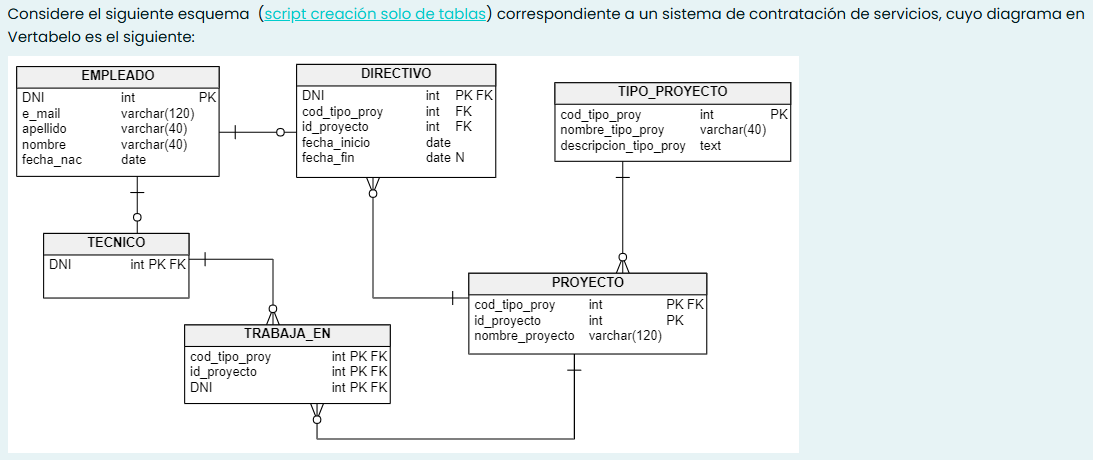 Considere el siguiente esquema (script creación solo de tablas) correspondiente a un sistema de contratación de servicios, cuyo diagrama en
Vertabelo es el siguiente:
EMPLEADO
DNI int PK
e_mail varchar(120)
apellido varchar(40)
nombre varchar(40)
fecha_nac date
DIRECTIVO
DNI int PK FK
cod_tipo_proy int FK
id_proyecto int FK
fecha_inicio date
fecha_fin date N
TIPO_PROYECTO
cod_tipo_proy int PK
nombre_tipo_proy varchar(40)
descripcion_tipo_proy text
TECNICO
DNI int PK FK
PROYECTO
cod_tipo_proy int PK FK
id_proyecto int PK
nombre_proyecto varchar(120)
TRABAJA_EN
cod_tipo_proy int PK FK
id_proyecto int PK FK
DNI int PK FK